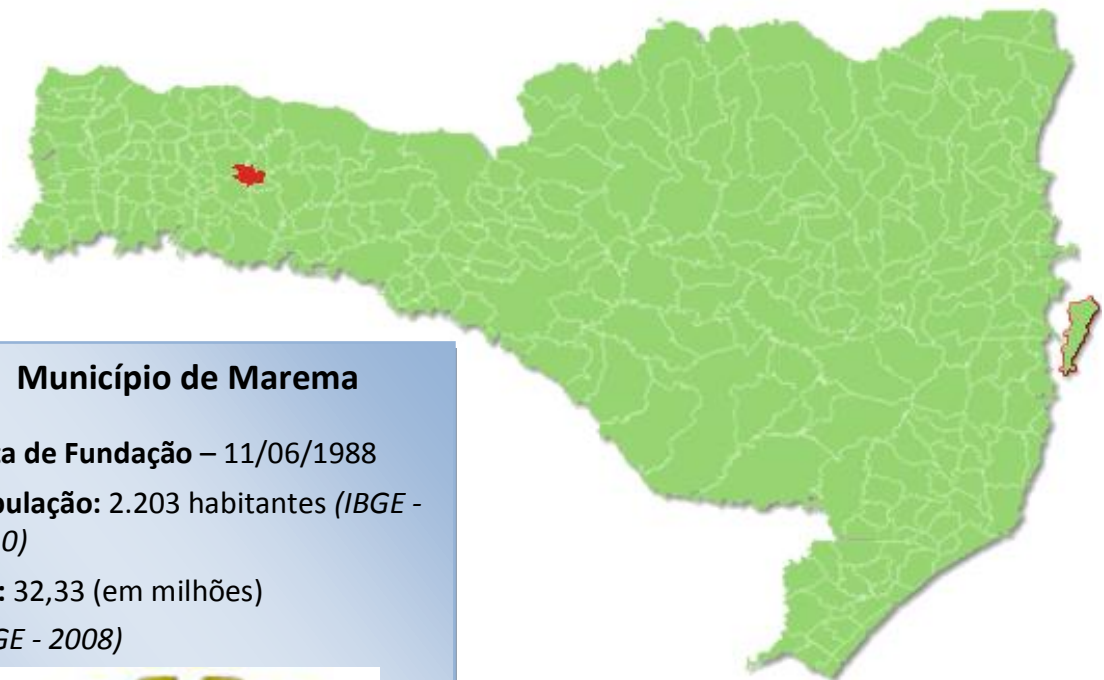 Município de Marema
ta de Fundação – 11/06/1988
pulação: 2.203 habitantes (IBGE -
0)
: 32,33 (em milhões)
GE - 2008)